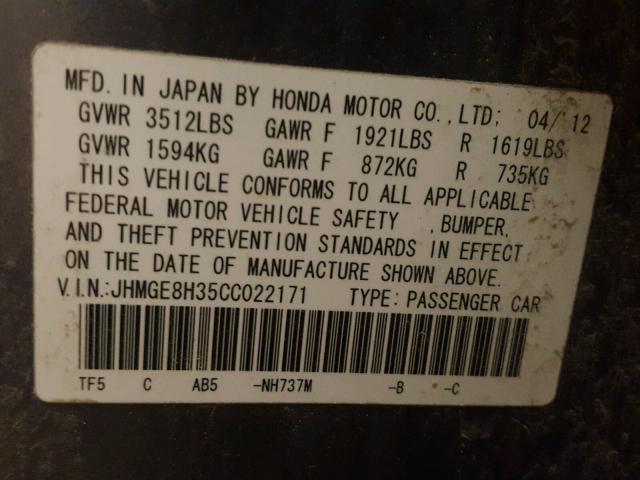 MFD. IN JAPAN BY HONDA MOTOR CO., LTD; 04/12
GVWR 3512LBS GAWR F 1921LBS R 1619LBS
GVWR 1594KG GAWR F 872KG R 735KG
THIS VEHICLE CONFORMS TO ALL APPLICABLE
FEDERAL MOTOR VEHICLE SAFETY , BUMPER,
AND THEFT PREVENTION STANDARDS IN EFFECT
ON THE DATE OF MANUFACTURE SHOWN ABOVE.
V.I.N.:JHMGE8H35CC022171 TYPE: PASSENGER CAR
TF5 C AB5 -NH737M -B -C